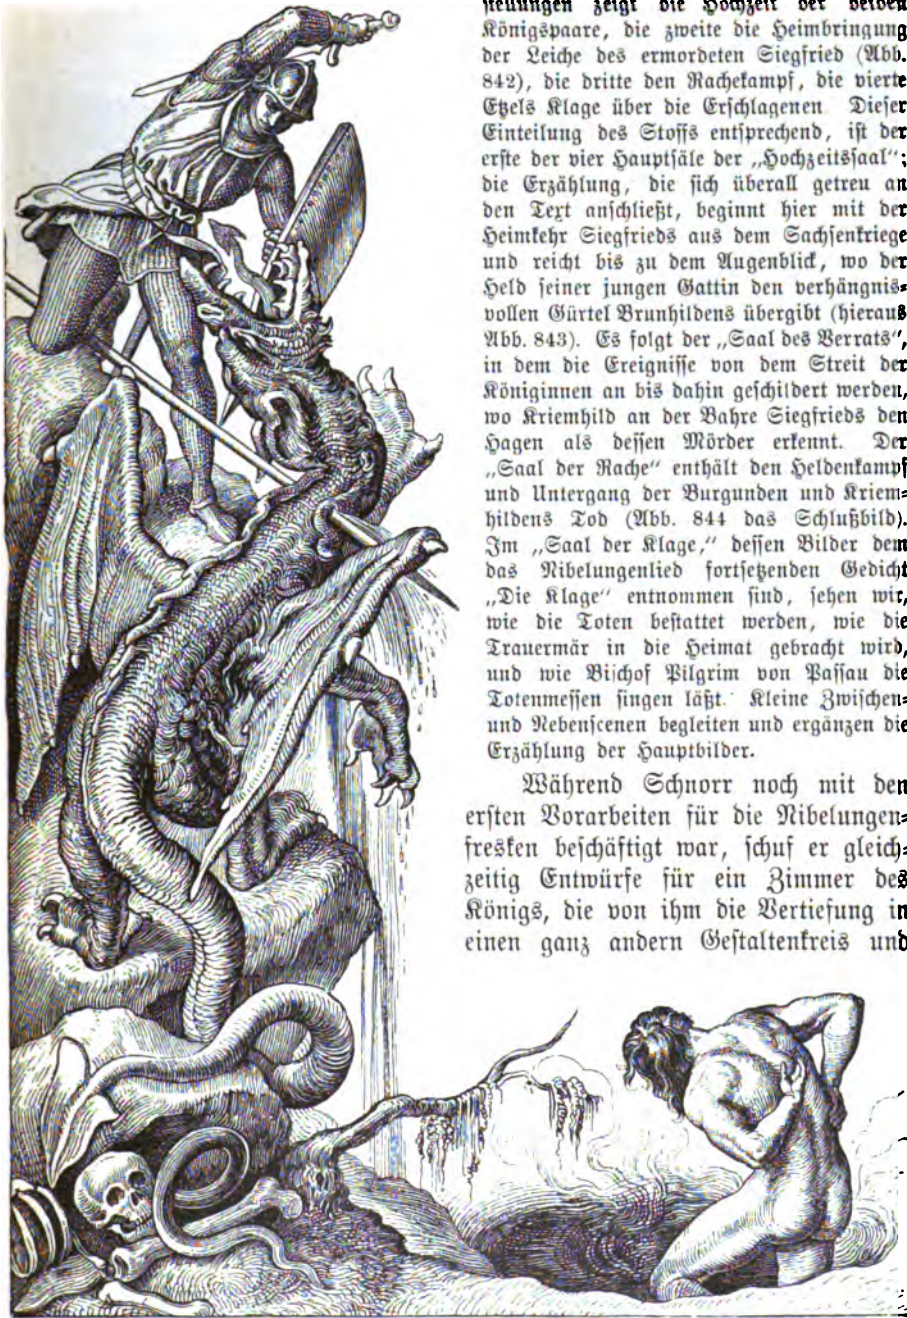 stellungen zeigt die Hochzeit der beiden
Königspaare, die zweite die Heimbringung
der Leiche des ermordeten Siegfried (Abb.
842), die dritte den Rachekampf, die vierte
Etzels Klage über die Erschlagenen Dieser
Einteilung des Stoffs entsprechend, ist der
erste der vier Hauptsäle der „Hochzeitssaal“;
die Erzählung, die sich überall getreu an
den Text anschließt, beginnt hier mit der
Heimkehr Siegfrieds aus dem Sachsenkriege
und reicht bis zu dem Augenblick, wo der
Held seiner jungen Gattin den verhängnis-
vollen Gürtel Brunhildens übergibt (hieraus
Abb. 843). Es folgt der „Saal des Verrats“,
in dem die Ereignisse von dem Streit der
Königinnen an bis dahin geschildert werden,
wo Kriemhild an der Bahre Siegfrieds den
Hagen als dessen Mörder erkennt. Der
„Saal der Rache“ enthält den Heldenkampf
und Untergang der Burgunden und Kriem-
hildens Tod (Abb. 844 das Schlußbild).
Im „Saal der Klage,“ dessen Bilder dem
das Nibelungenlied fortsetzenden Gedicht
„Die Klage“ entnommen sind, sehen wir,
wie die Toten bestattet werden, wie die
Trauermär in die Heimat gebracht wird,
und wie Bischof Pilgrim von Passau die
Totenmessen singen läßt. Kleine Zwischen-
und Nebenscenen begleiten und ergänzen die
Erzählung der Hauptbilder.
Während Schnorr noch mit den
ersten Vorarbeiten für die Nibelungen-
fresken beschäftigt war, schuf er gleich-
zeitig Entwürfe für ein Zimmer des
Königs, die von ihm die Vertiefung in
einen ganz andern Gestaltenkreis und